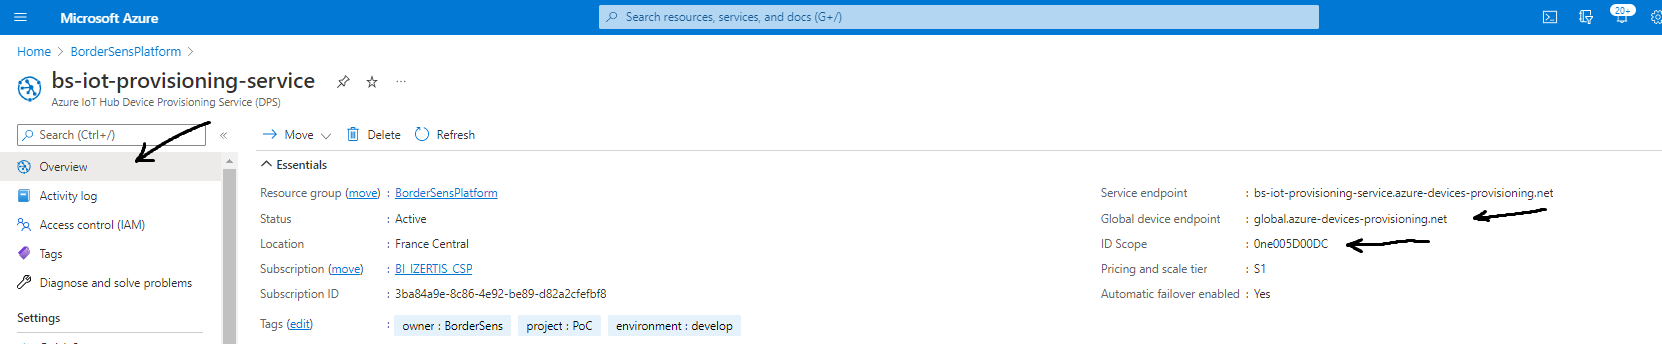 Microsoft Azure
Search resources, services, and docs (G+/)
20+
Home > BorderSensPlatform >
bs-iot-provisioning-service
Azure IoT Hub Device Provisioning Service (DPS)
Search (Ctrl+/)
«
Move
Delete
Refresh
Overview
Activity log
Access control (IAM)
Tags
Diagnose and solve problems
Settings
Essentials
Resource group (move) : BorderSensPlatform
Status : Active
Location : France Central
Subscription (move) : BI_IZERTIS_CSP
Subscription ID : 3ba84a9e-8c86-4e92-be89-d82a2cfefbf8
Tags (edit) : owner : BorderSens project : PoC environment : develop
Service endpoint : bs-iot-provisioning-service.azure-devices-provisioning.net
Global device endpoint : global.azure-devices-provisioning.net
ID Scope : 0ne005D00DC
Pricing and scale tier : S1
Automatic failover enabled : Yes